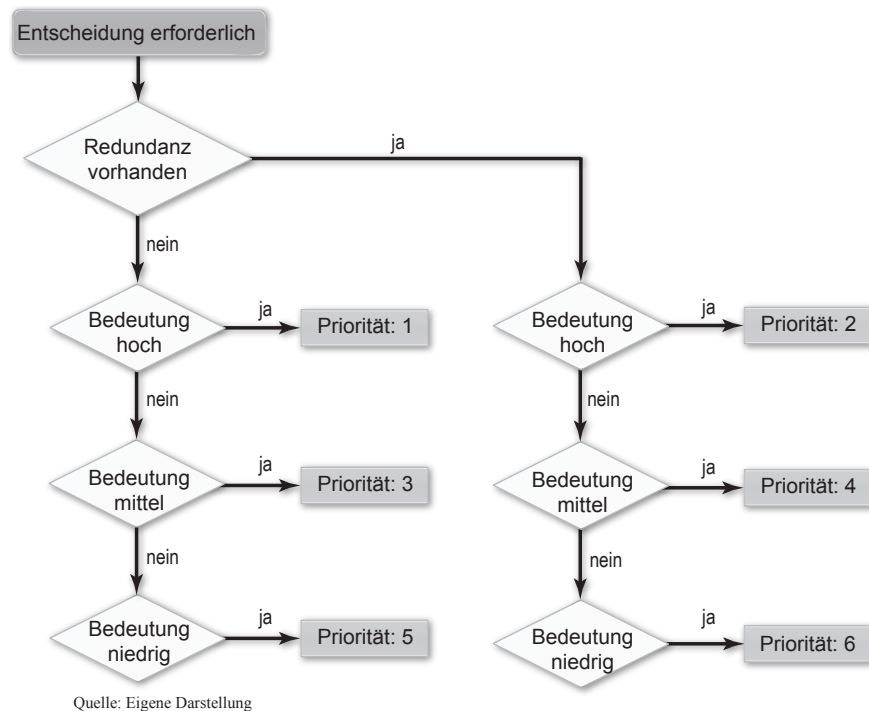 Entscheidung erforderlich
Redundanz
vorhanden
ja
nein
Bedeutung
hoch
ja
Priorität: 1
Bedeutung
hoch
ja
Priorität: 2
nein
nein
Bedeutung
mittel
ja
Priorität: 3
Bedeutung
mittel
ja
Priorität: 4
nein
nein
Bedeutung
niedrig
ja
Priorität: 5
Bedeutung
niedrig
ja
Priorität: 6
Quelle: Eigene Darstellung